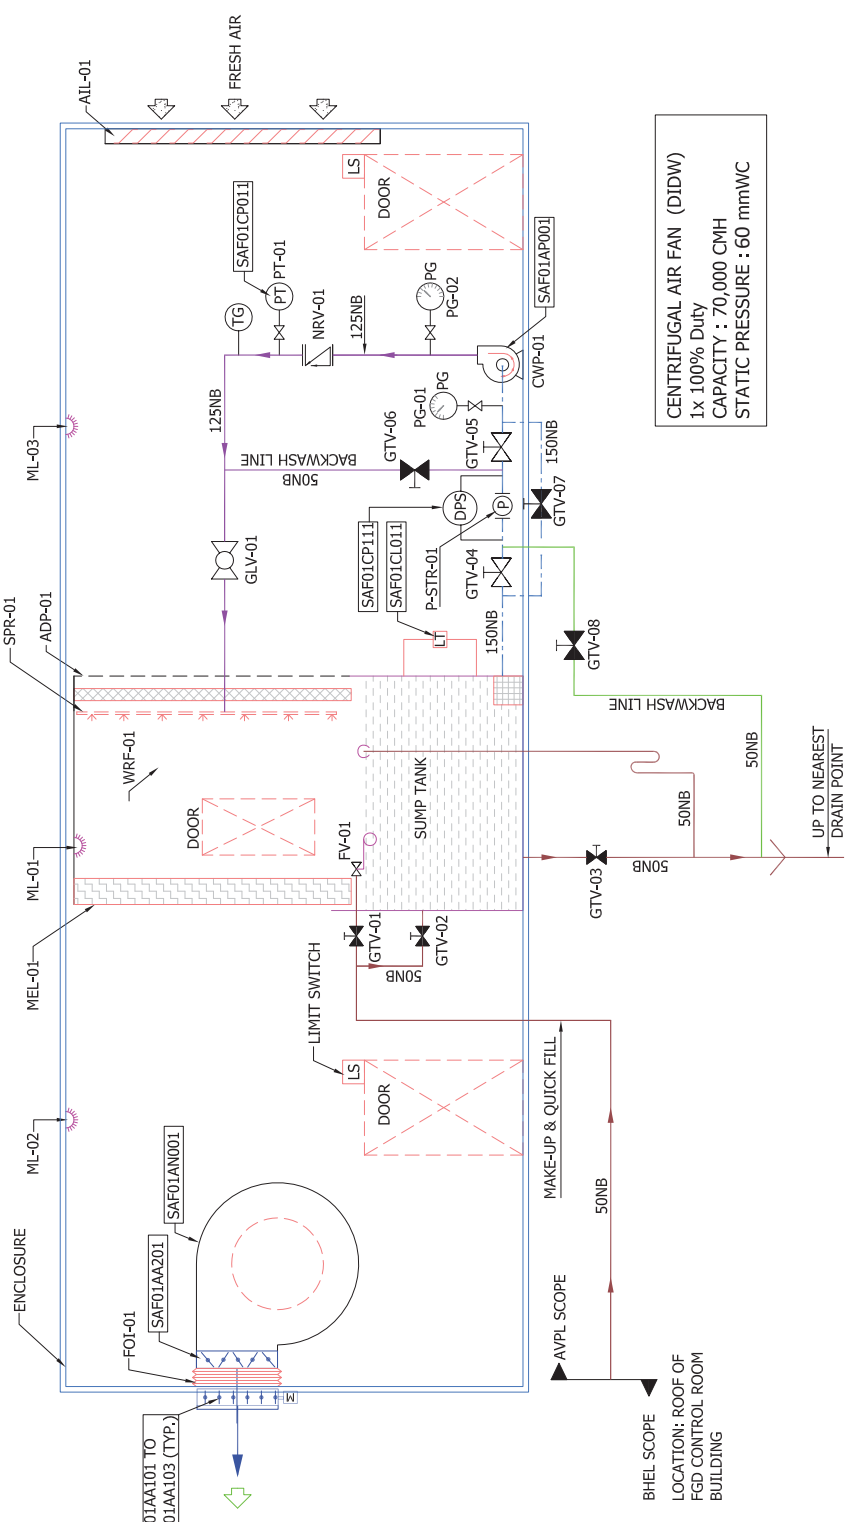 ENCLOSURE
ML-02
MEL-01
ML-01
WRF-01
SPR-01
ADP-01
ML-03
AIL-01
FRESH AIR
SAF01CP011
PT-01
PT
TG
NRV-01
125NB
125NB
PG
PG-02
SAF01AP001
CWP-01
PG
PG-01
GTV-06
GTV-05
150NB
BACKWASH LINE
50NB
GLV-01
DPS
P
GTV-07
SAF01CP111
SAF01CL011
P-STR-01
GTV-04
150NB
LT
GTV-08
BACKWASH LINE
50NB
LS
DOOR
DOOR
SUMP TANK
FV-01
GTV-01
GTV-02
50NB
50NB
GTV-03
50NB
UP TO NEAREST
DRAIN POINT
LIMIT SWITCH
LS
DOOR
MAKE-UP & QUICK FILL
50NB
SAF01AN001
SAF01AA201
FOI-01
01AA101 TO
01AA103 (TYP.)
M
AVPL SCOPE
BHEL SCOPE
LOCATION: ROOF OF
FGD CONTROL ROOM
BUILDING
CENTRIFUGAL AIR FAN (DIDW)
1x 100% Duty
CAPACITY : 70,000 CMH
STATIC PRESSURE : 60 mmWC